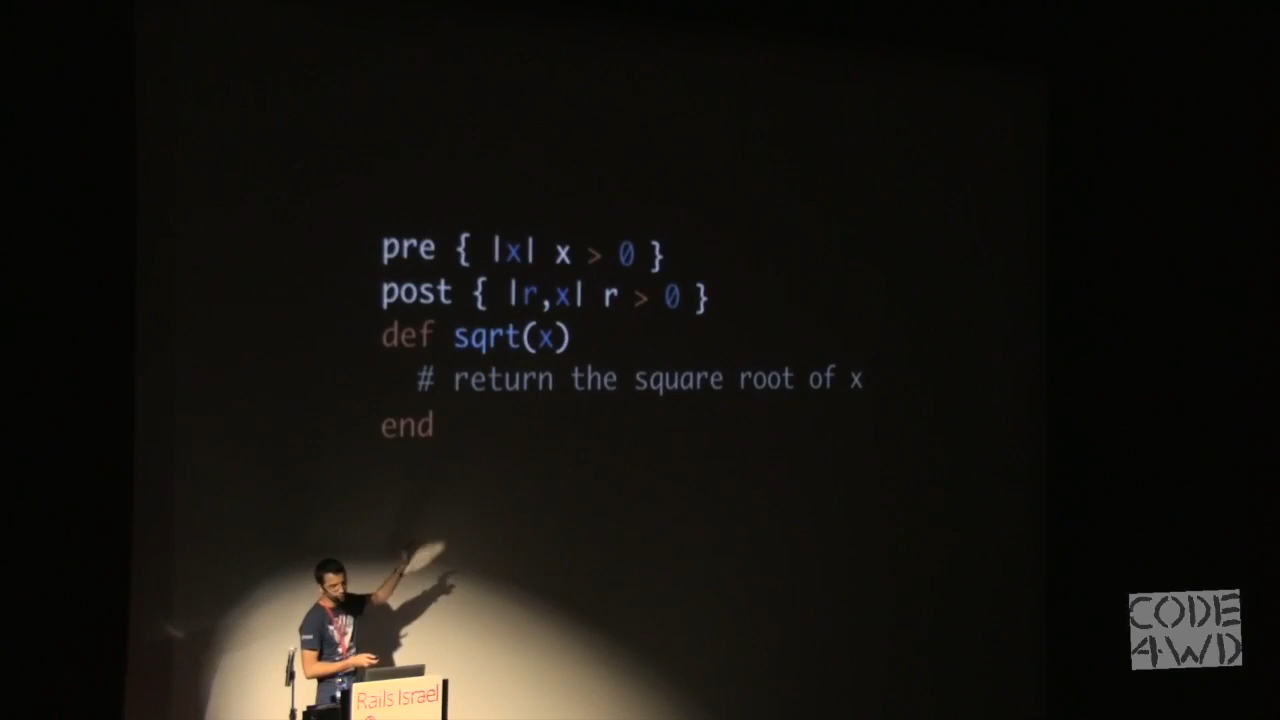 pre { |x| x > 0 }
post { |r,x| r > 0 }
def sqrt(x)
  # return the square root of x
end
Rails Israel
CODE
4WD